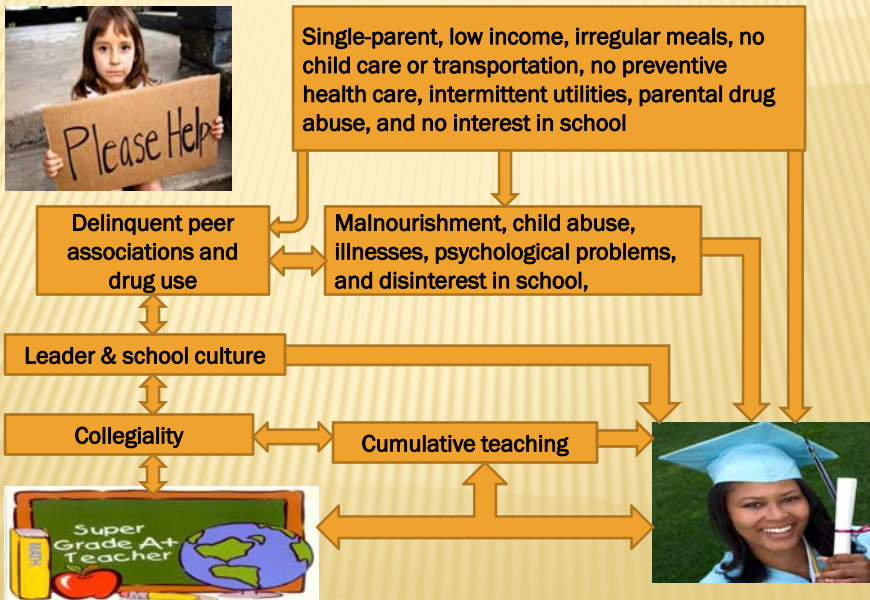 Please Help
Single-parent, low income, irregular meals, no
child care or transportation, no preventive
health care, intermittent utilities, parental drug
abuse, and no interest in school
Delinquent peer
associations and
drug use
Malnourishment, child abuse,
illnesses, psychological problems,
and disinterest in school,
Leader & school culture
Collegiality
Cumulative teaching
Super
Grade A+
Teacher
MATH